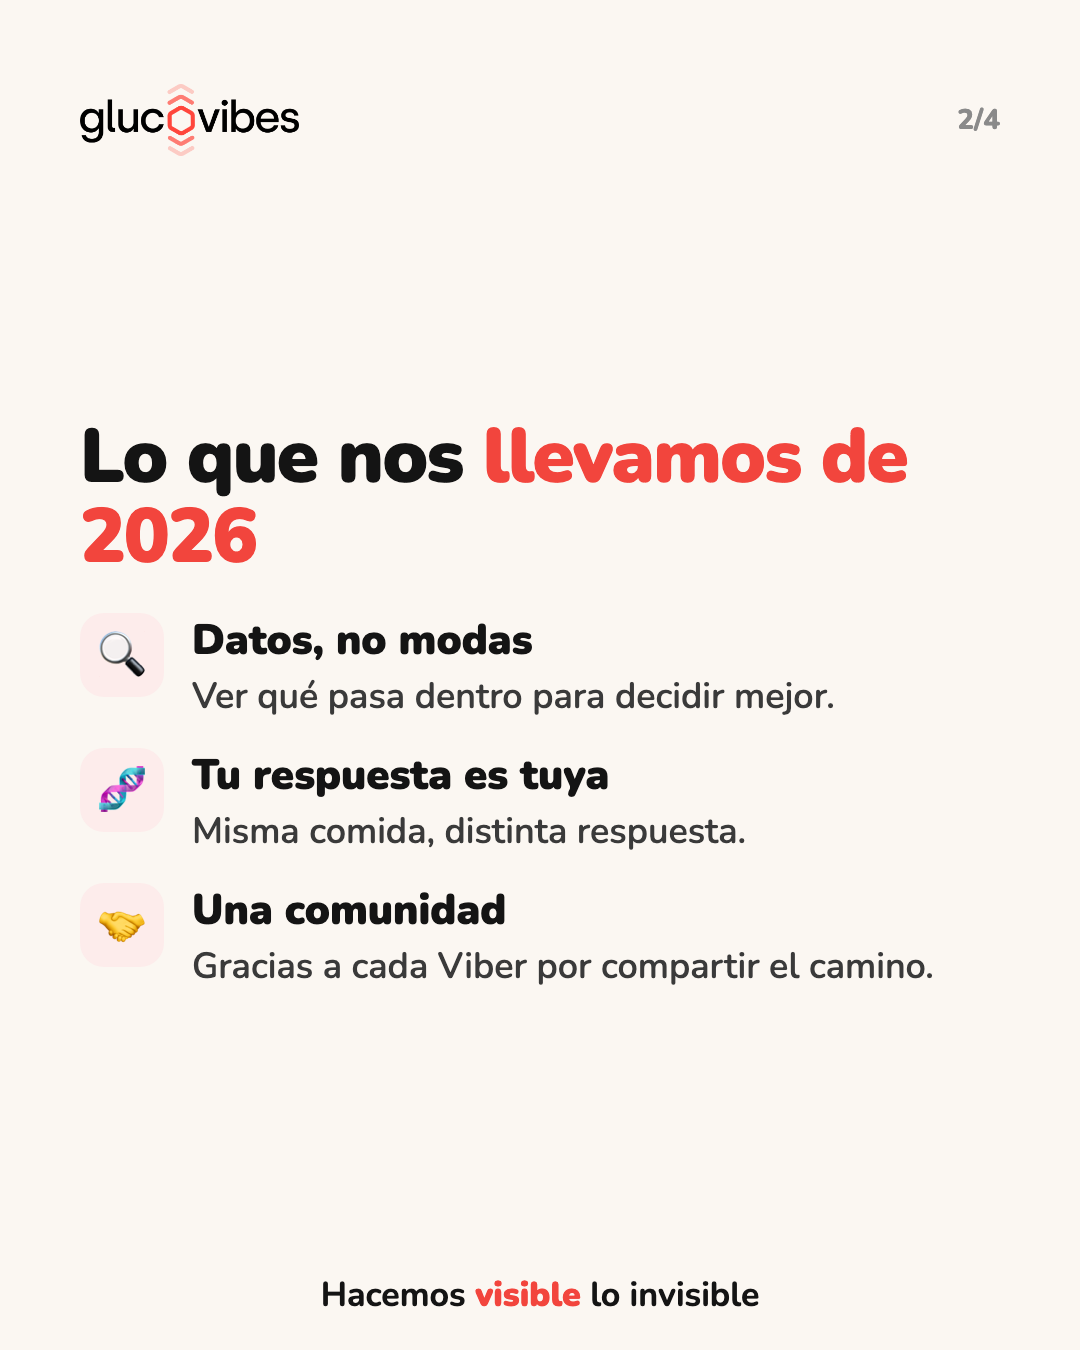 glucovibes
2/4
Lo que nos llevamos de
2026
Datos, no modas
Ver qué pasa dentro para decidir mejor.
Tu respuesta es tuya
Misma comida, distinta respuesta.
Una comunidad
Gracias a cada Viber por compartir el camino.
Hacemos visible lo invisible